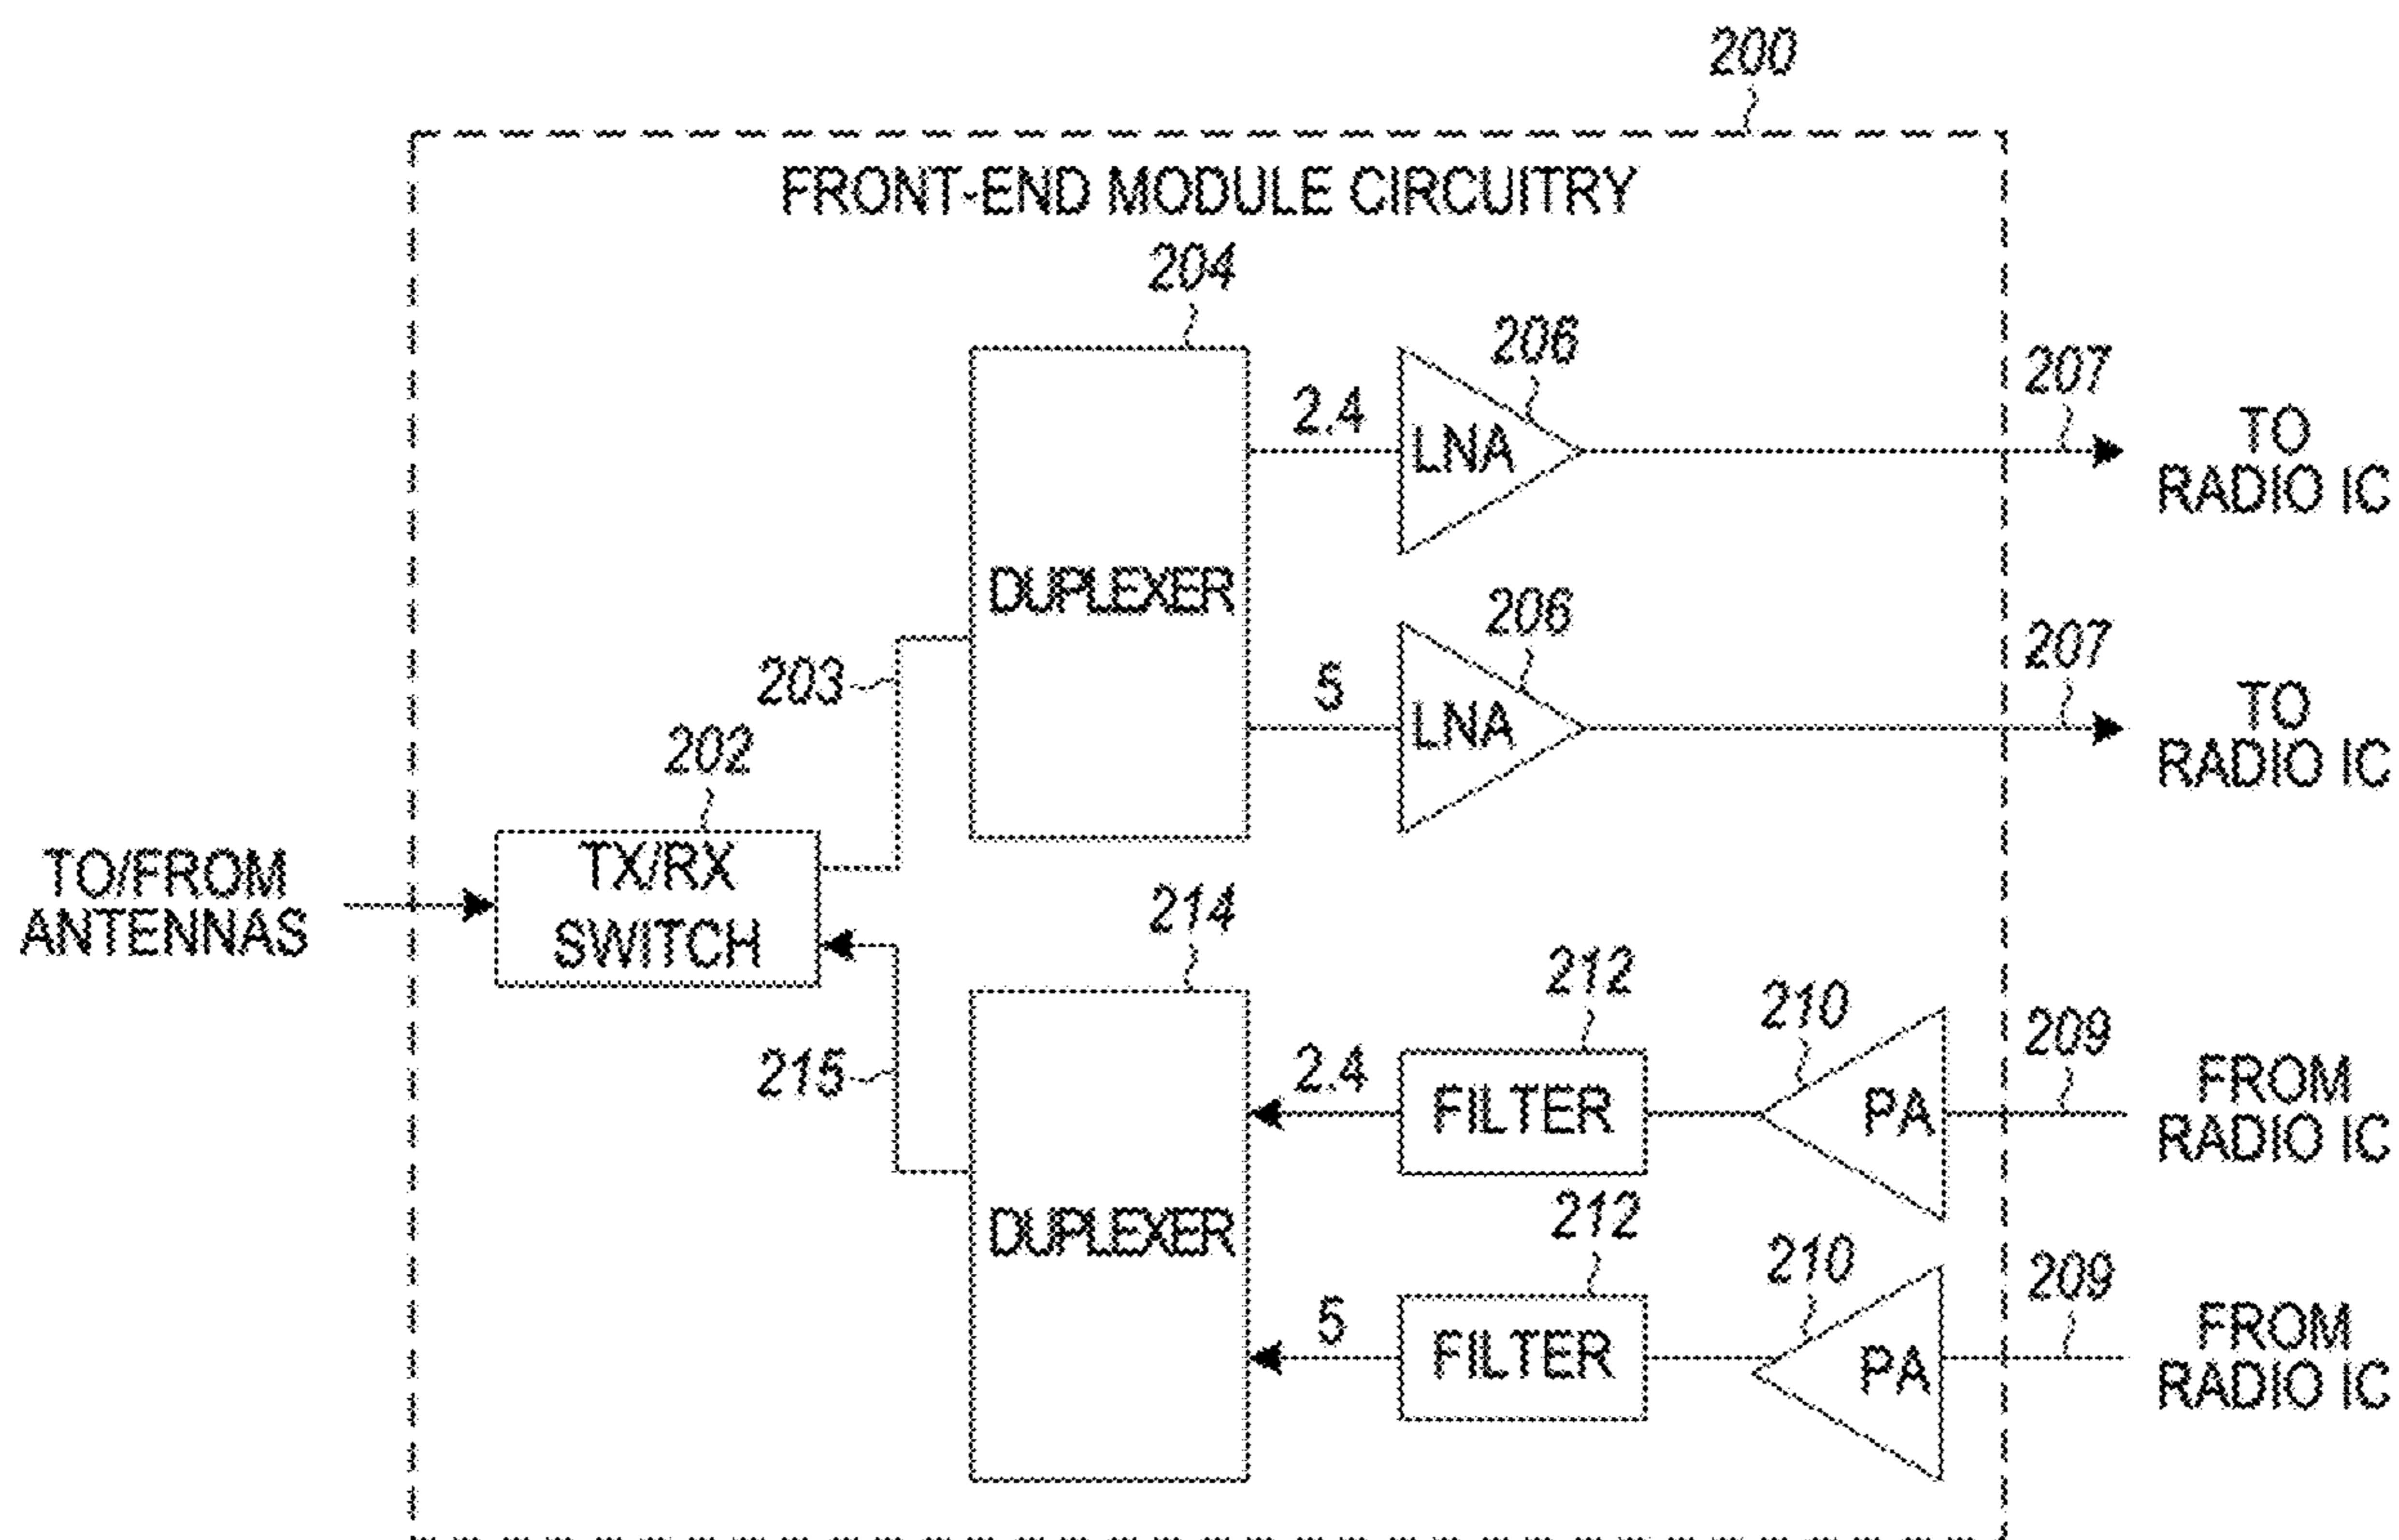 200
FRONT-END MODULE CIRCUITRY
204
206
2.4
LNA
207
TO
RADIO IC
DUPLEXER
206
5
LNA
207
TO
RADIO IC
203
202
TO/FROM
ANTENNAS
TX/RX
SWITCH
214
215
DUPLEXER
2.4
212
FILTER
210
PA
209
FROM
RADIO IC
5
212
FILTER
210
PA
209
FROM
RADIO IC